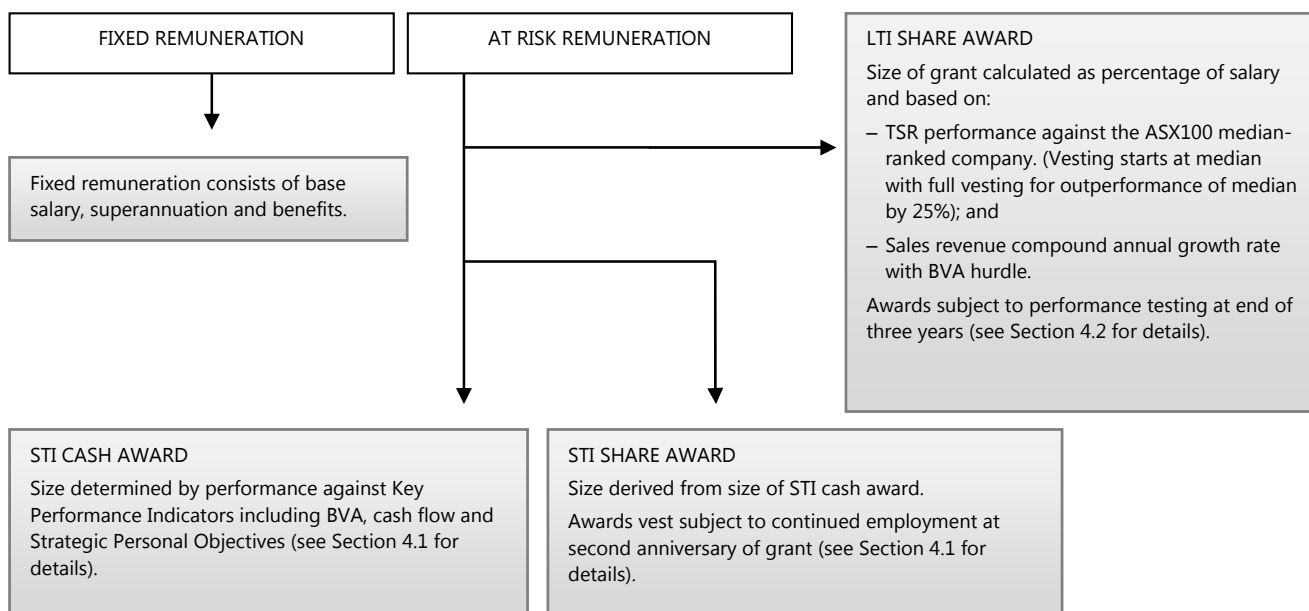 FIXED REMUNERATION
AT RISK REMUNERATION
LTI SHARE AWARD
Size of grant calculated as percentage of salary
and based on:
– TSR performance against the ASX100 median-
ranked company. (Vesting starts at median
with full vesting for outperformance of median
by 25%); and
– Sales revenue compound annual growth rate
with BVA hurdle.
Awards subject to performance testing at end of
three years (see Section 4.2 for details).
Fixed remuneration consists of base
salary, superannuation and benefits.
STI CASH AWARD
Size determined by performance against Key
Performance Indicators including BVA, cash flow and
Strategic Personal Objectives (see Section 4.1 for
details).
STI SHARE AWARD
Size derived from size of STI cash award.
Awards vest subject to continued employment at
second anniversary of grant (see Section 4.1 for
details).